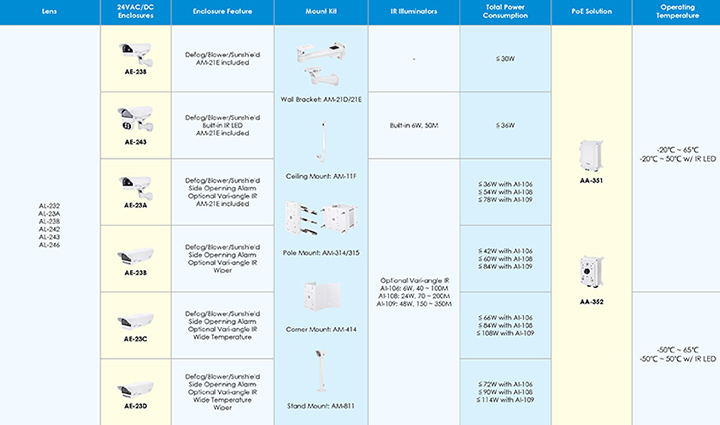 Lens
24VAC/DC
Enclosures
Enclosure Feature
Mount Kit
IR Illuminators
Total Power
Consumption
PoE Solution
Operating
Temperature
AL-232
AL-23A
AL-238
AL-242
AL-243
AL-246
AE-238
Defog/Blower/Sunshield
AM-21E included
-
≦ 30W
AE-243
Defog/Blower/Sunshield
Built-in IR LED
AM-21E included
Built-in 6W, 50M
≦ 36W
AE-23A
Defog/Blower/Sunshield
Side Openning Alarm
Optional Vari-angle IR
AM-21E included
≦ 36W with AI-106
≦ 54W with AI-108
≦ 78W with AI-109
AE-23B
Defog/Blower/Sunshield
Side Openning Alarm
Optional Vari-angle IR
Wiper
≦ 42W with AI-106
≦ 60W with AI-108
≦ 84W with AI-109
AE-23C
Defog/Blower/Sunshield
Side Openning Alarm
Optional Vari-angle IR
Wide Temperature
≦ 66W with AI-106
≦ 84W with AI-108
≦ 108W with AI-109
AE-23D
Defog/Blower/Sunshield
Side Openning Alarm
Optional Vari-angle IR
Wide Temperature
Wiper
≦ 72W with AI-106
≦ 90W with AI-108
≦ 114W with AI-109
Wall Bracket: AM-21D/21E
Ceiling Mount: AM-11F
Pole Mount: AM-314/315
Corner Mount: AM-414
Stand Mount: AM-811
Optional Vari-angle IR
AI-106: 6W, 40 ~ 100M
AI-108: 24W, 70 ~ 200M
AI-109: 48W, 150 ~ 350M
AA-351
AA-352
-20℃ ~ 65℃
-20℃ ~ 50℃ w/ IR LED
-50℃ ~ 65℃
-50℃ ~ 50℃ w/ IR LED